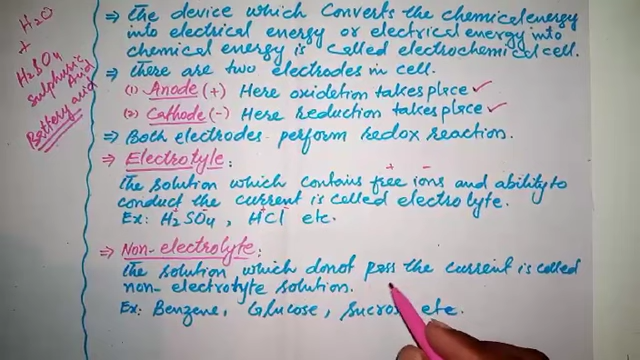 H₂O
+
H₂SO₄
Sulphuric
Acid
Battery acid
⇒ The device which converts the chemical energy
into electrical energy or electrical energy into
chemical energy is called electrochemical cell.
⇒ There are two electrodes in cell.
(1) Anode (+) Here oxidetion takes place ✓
(2) Cathode (-) Here reduction takes place ✓
⇒ Both electrodes perform redox reaction.
⇒ Electrotyle:
+ -
The solution which contains free ions and ability to
conduct the current is called electrolyte.
Ex: H₂SO₄, HCl etc.
⇒ Non-electrolyte:
The solution which donot pass the current is called
non-electrotyte solution.
Ex: Benzene, Glucose, etc.